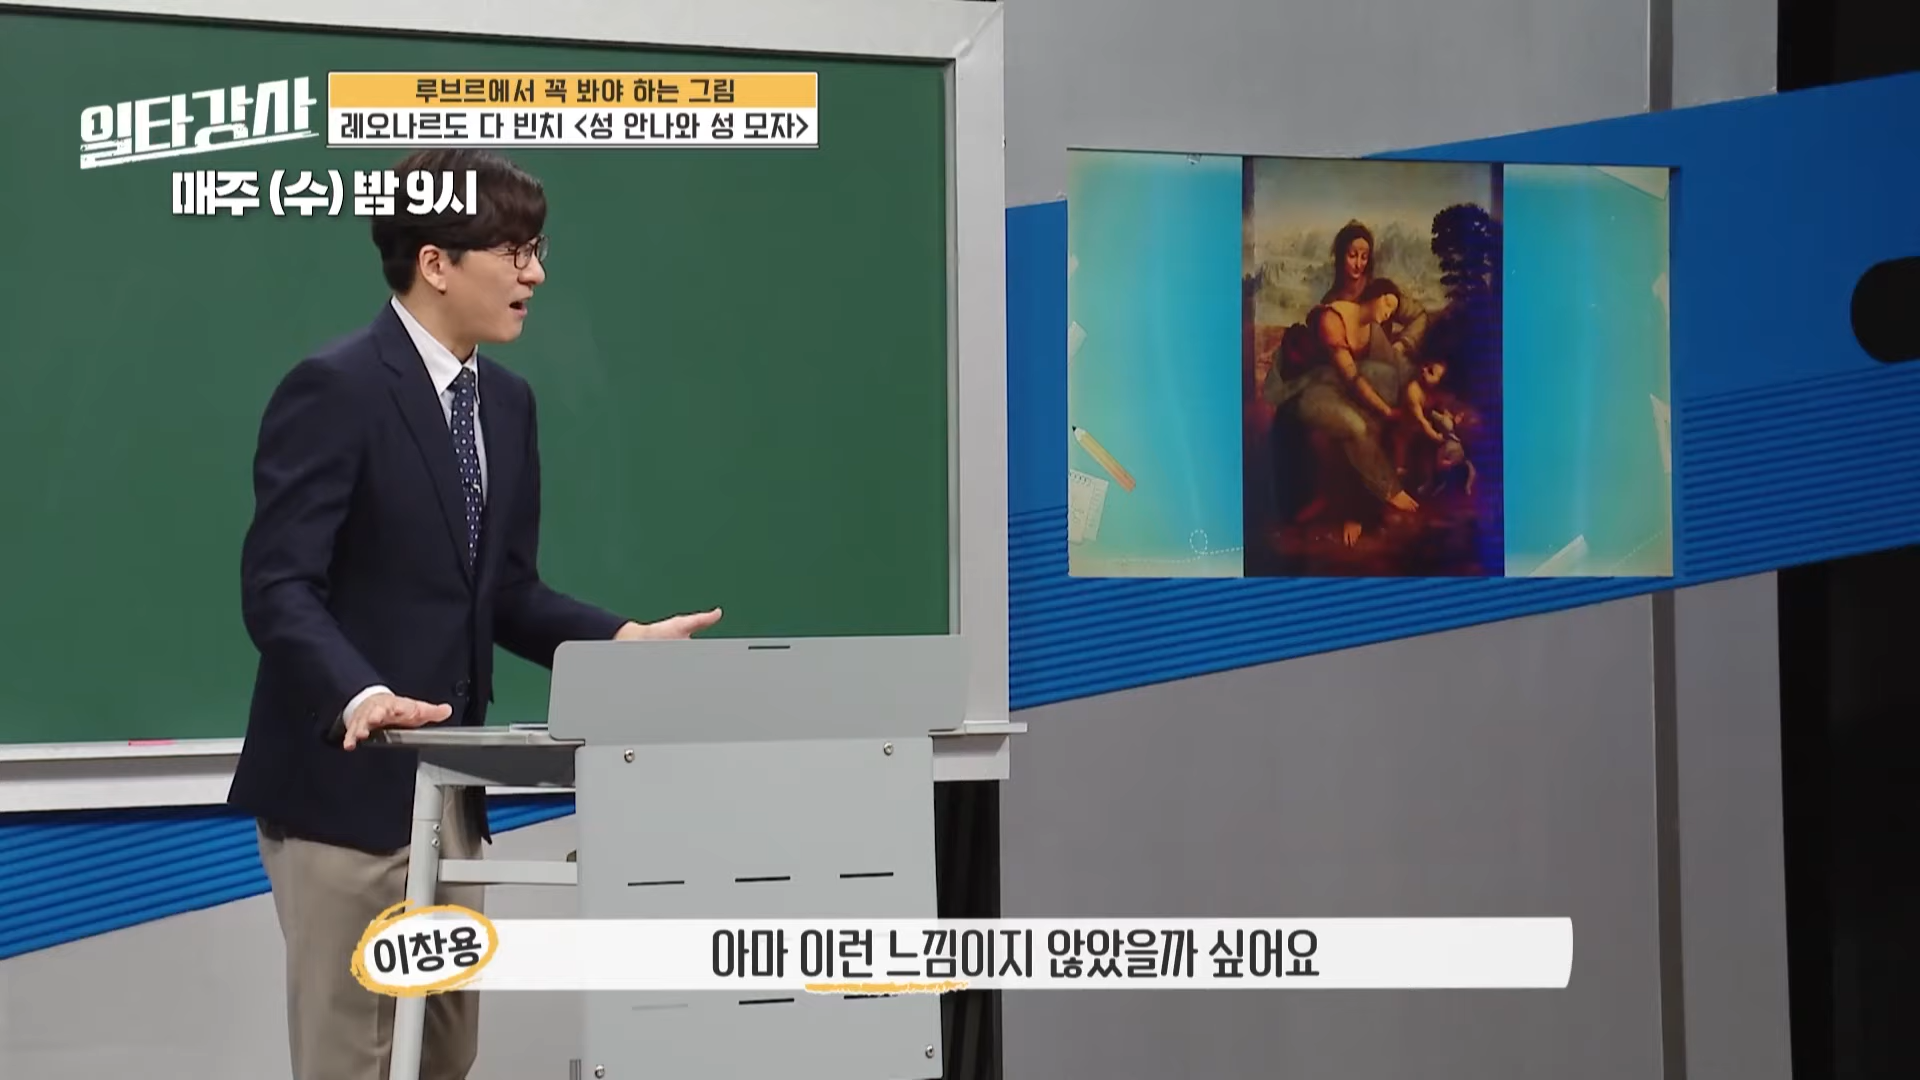 일타강사
루브르에서 꼭 봐야 하는 그림
레오나르도 다 빈치 <성 안나와 성 모자>
매주 (수) 밤 9시
이창용
아마 이런 느낌이지 않았을까 싶어요